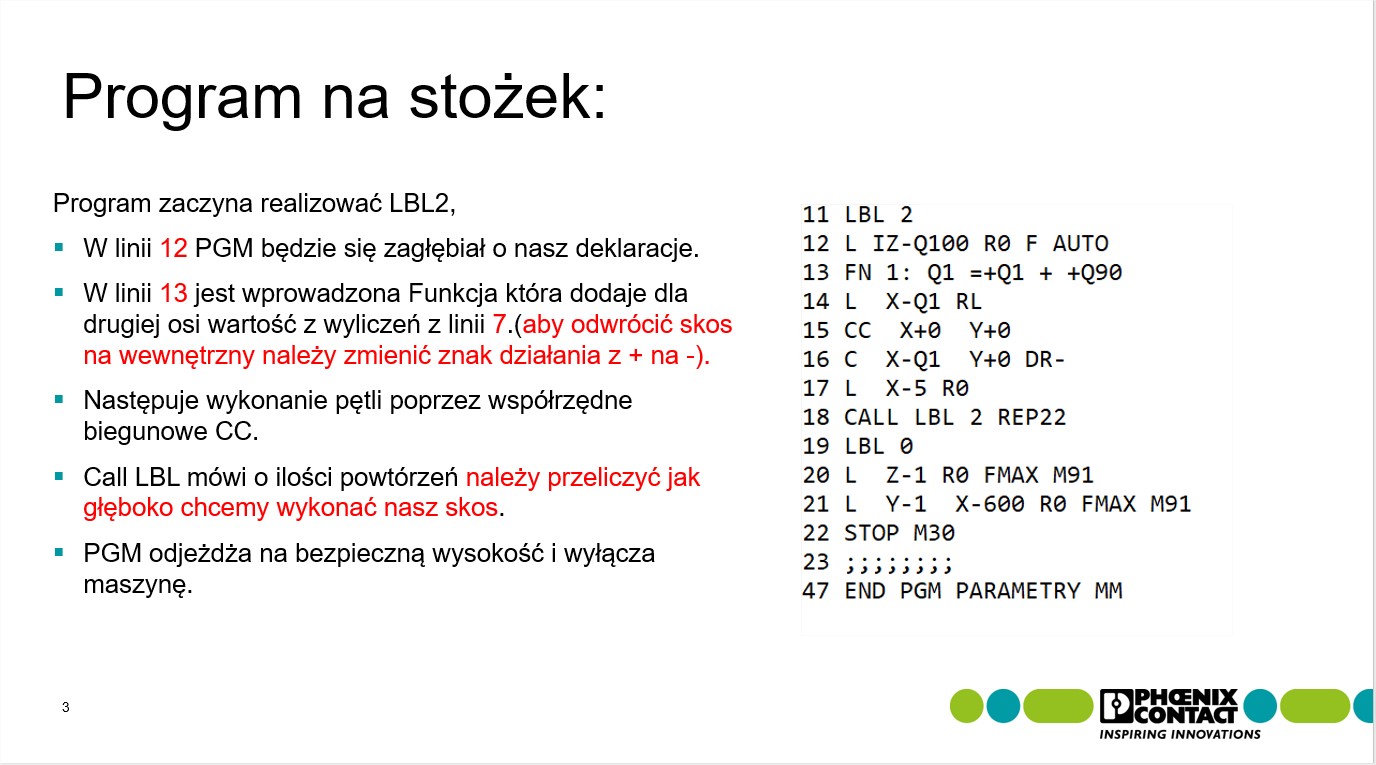 Program na stożek:
Program zaczyna realizować LBL2,
W linii 12 PGM będzie się zagłębiał o nasz deklaracje.
W linii 13 jest wprowadzona Funkcja która dodaje dla
drugiej osi wartość z wyliczeń z linii 7.(aby odwrócić skos
na wewnętrzny należy zmienić znak działania z + na -).
Następuje wykonanie pętli poprzez współrzędne
biegunowe CC.
Call LBL mówi o ilości powtórzeń należy przeliczyć jak
głęboko chcemy wykonać nasz skos.
PGM odjeżdża na bezpieczną wysokość i wyłącza
maszynę.
11 LBL 2
12 L IZ-Q100 R0 F AUTO
13 FN 1: Q1 =+Q1 + +Q90
14 L X-Q1 RL
15 CC X+0 Y+0
16 C X-Q1 Y+0 DR-
17 L X-5 R0
18 CALL LBL 2 REP22
19 LBL 0
20 L Z-1 R0 FMAX M91
21 L Y-1 X-600 R0 FMAX M91
22 STOP M30
23 ;;;;;;;;
47 END PGM PARAMETRY MM
3
PHŒNIX
CONTACT
INSPIRING INNOVATIONS